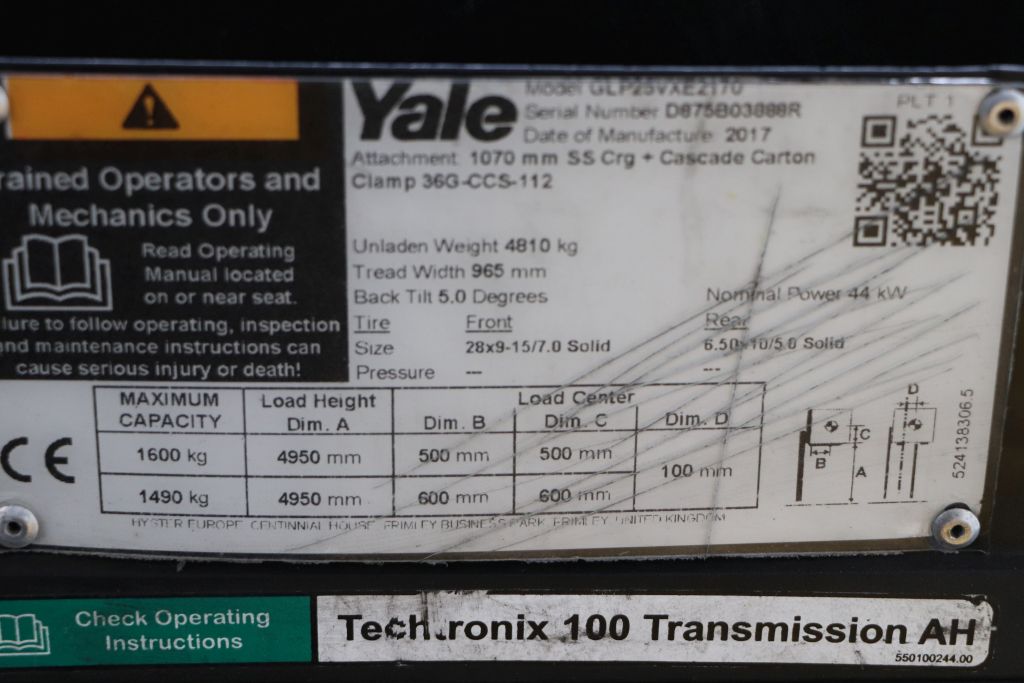 Yale
Model GLP25VXE2170
Serial Number D875B03888R
Date of Manufacture 2017
Attachment 1070 mm SS Crg + Cascade Carton
Clamp 36G-CCS-112
PLT 1
rained Operators and
Mechanics Only
Read Operating
Manual located
on or near seat.
lure to follow operating, inspection
and maintenance instructions can
cause serious injury or death!
Unladen Weight 4810 kg
Tread Width 965 mm
Back Tilt 5.0 Degrees
Nominal Power 44 kW
Tire Front Rear
Size 28x9-15/7.0 Solid 6.50x10/5.0 Solid
Pressure --- ---
MAXIMUM CAPACITY
Load Height Dim. A
Load Center
Dim. B Dim. C Dim. D
1600 kg 4950 mm 500 mm 500 mm
100 mm
1490 kg 4950 mm 600 mm 600 mm
D
C
B
A
524138306.5
CE
HYSTER EUROPE CENTINNIAL HOUSE FRIMLEY BUSINESS PARK, FRIMLEY, UNITED KINGDOM
Check Operating
Instructions
Techtronix 100 Transmission AH
550100244.00